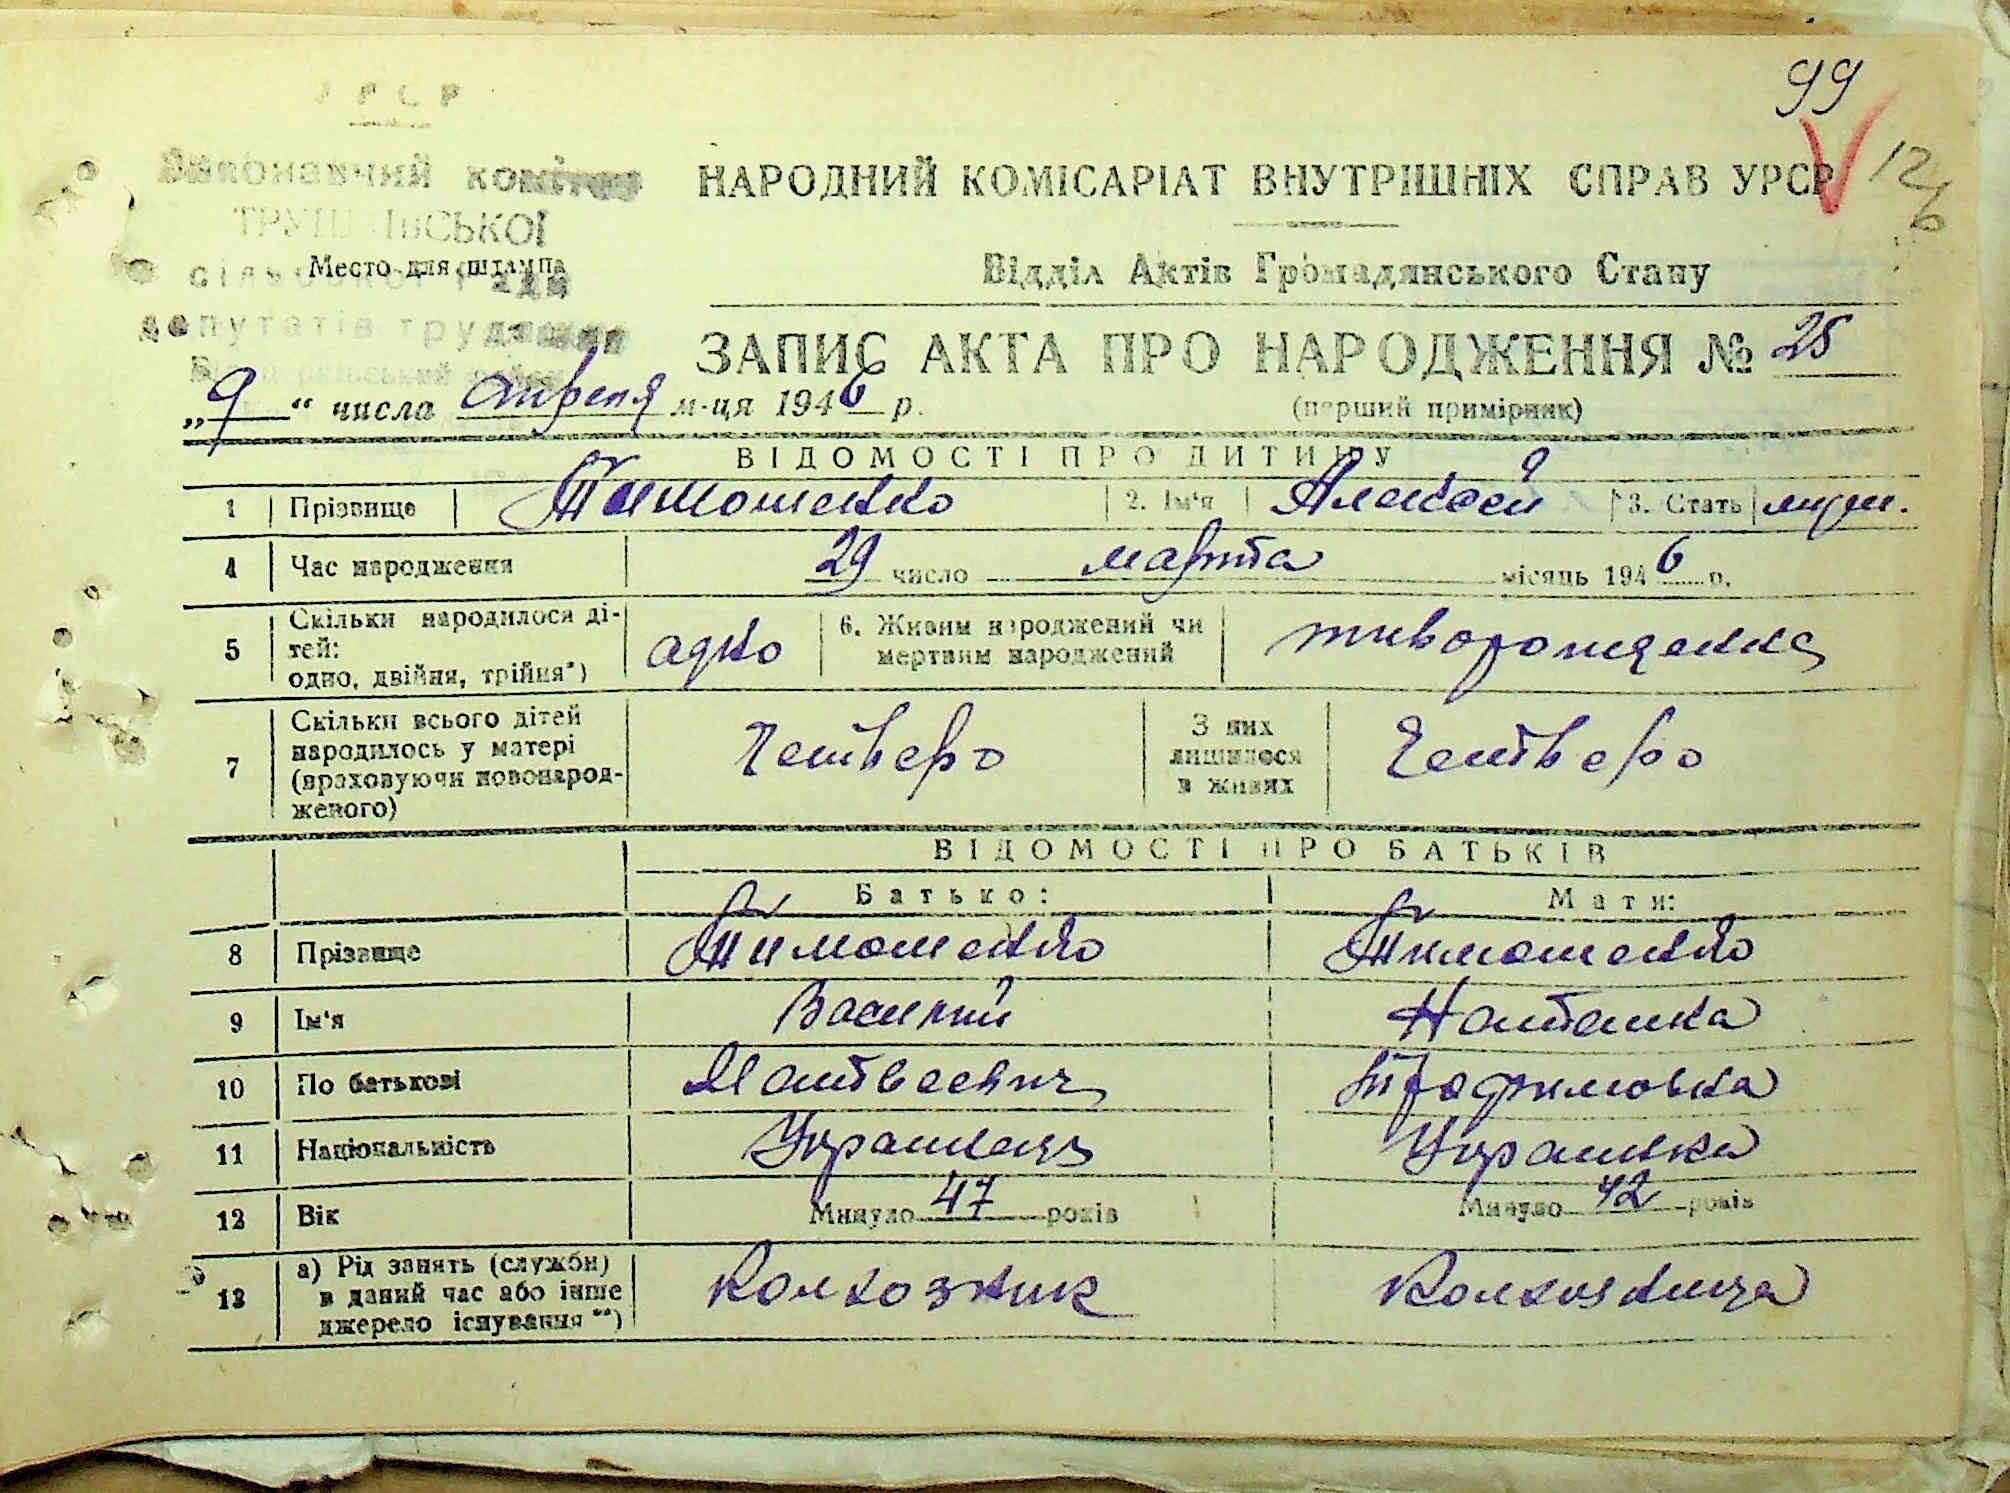 99
УРСР
Виконавчий комітет
НАРОДНИЙ КОМІСАРІАТ ВНУТРІШНІХ СПРАВ УРСР
126
Место для штампа
сільської Ради
Відділ Актів Громадянського Стану
депутатів трудящих
ЗАПИС АКТА ПРО НАРОДЖЕННЯ № 25
„9“ числа апреля м-ця 1946 р.
(перший примірник)
ВІДОМОСТІ ПРО ДИТИНУ
1 Прізвище Тимошенко 2. Ім'я Алексей 3. Стать муж.
4 Час народження 29 число марта місяць 1946 р.
5 Скільки народилося ді-
тей:
одно, двійня, трійня*) одно 6. Живим народжений чи
мертвим народжений живорожденна
7 Скільки всього дітей
народилось у матері
(враховуючи новонарод-
женого) Четверо З них
лишилося
в живих Четверо
ВІДОМОСТІ ПРО БАТЬКІВ
Батько: Мати:
8 Прізвище Тимошенко Тимошенко
9 Ім'я Василий Наталка
10 По батькові Матвеевич Трофимовна
11 Національність Украинец Украинка
12 Вік Минуло 47 років Минуло 42 років
13 а) Рід занять (служби)
в даний час або інше
джерело існування **) Колхозник Колхозница